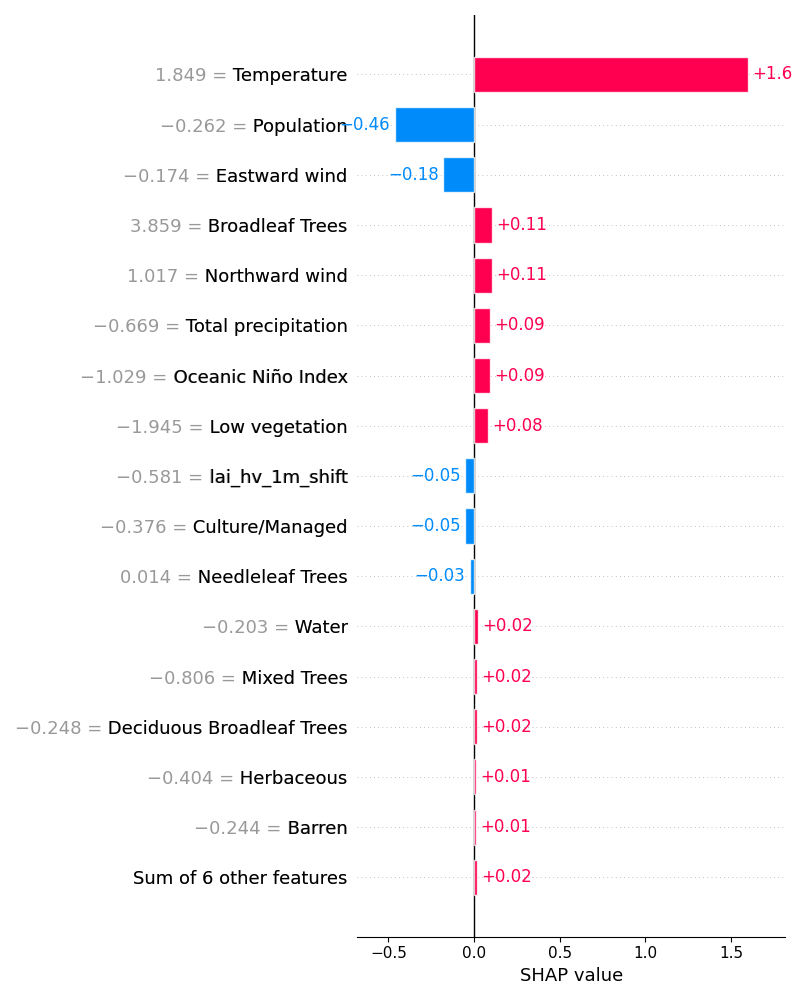 1.849 = Temperature +1.6
−0.262 = Population −0.46
−0.174 = Eastward wind −0.18
3.859 = Broadleaf Trees +0.11
1.017 = Northward wind +0.11
−0.669 = Total precipitation +0.09
−1.029 = Oceanic Niño Index +0.09
−1.945 = Low vegetation +0.08
−0.581 = lai_hv_1m_shift −0.05
−0.376 = Culture/Managed −0.05
0.014 = Needleleaf Trees −0.03
−0.203 = Water +0.02
−0.806 = Mixed Trees +0.02
−0.248 = Deciduous Broadleaf Trees +0.02
−0.404 = Herbaceous +0.01
−0.244 = Barren +0.01
Sum of 6 other features +0.02
−0.5 0.0 0.5 1.0 1.5
SHAP value